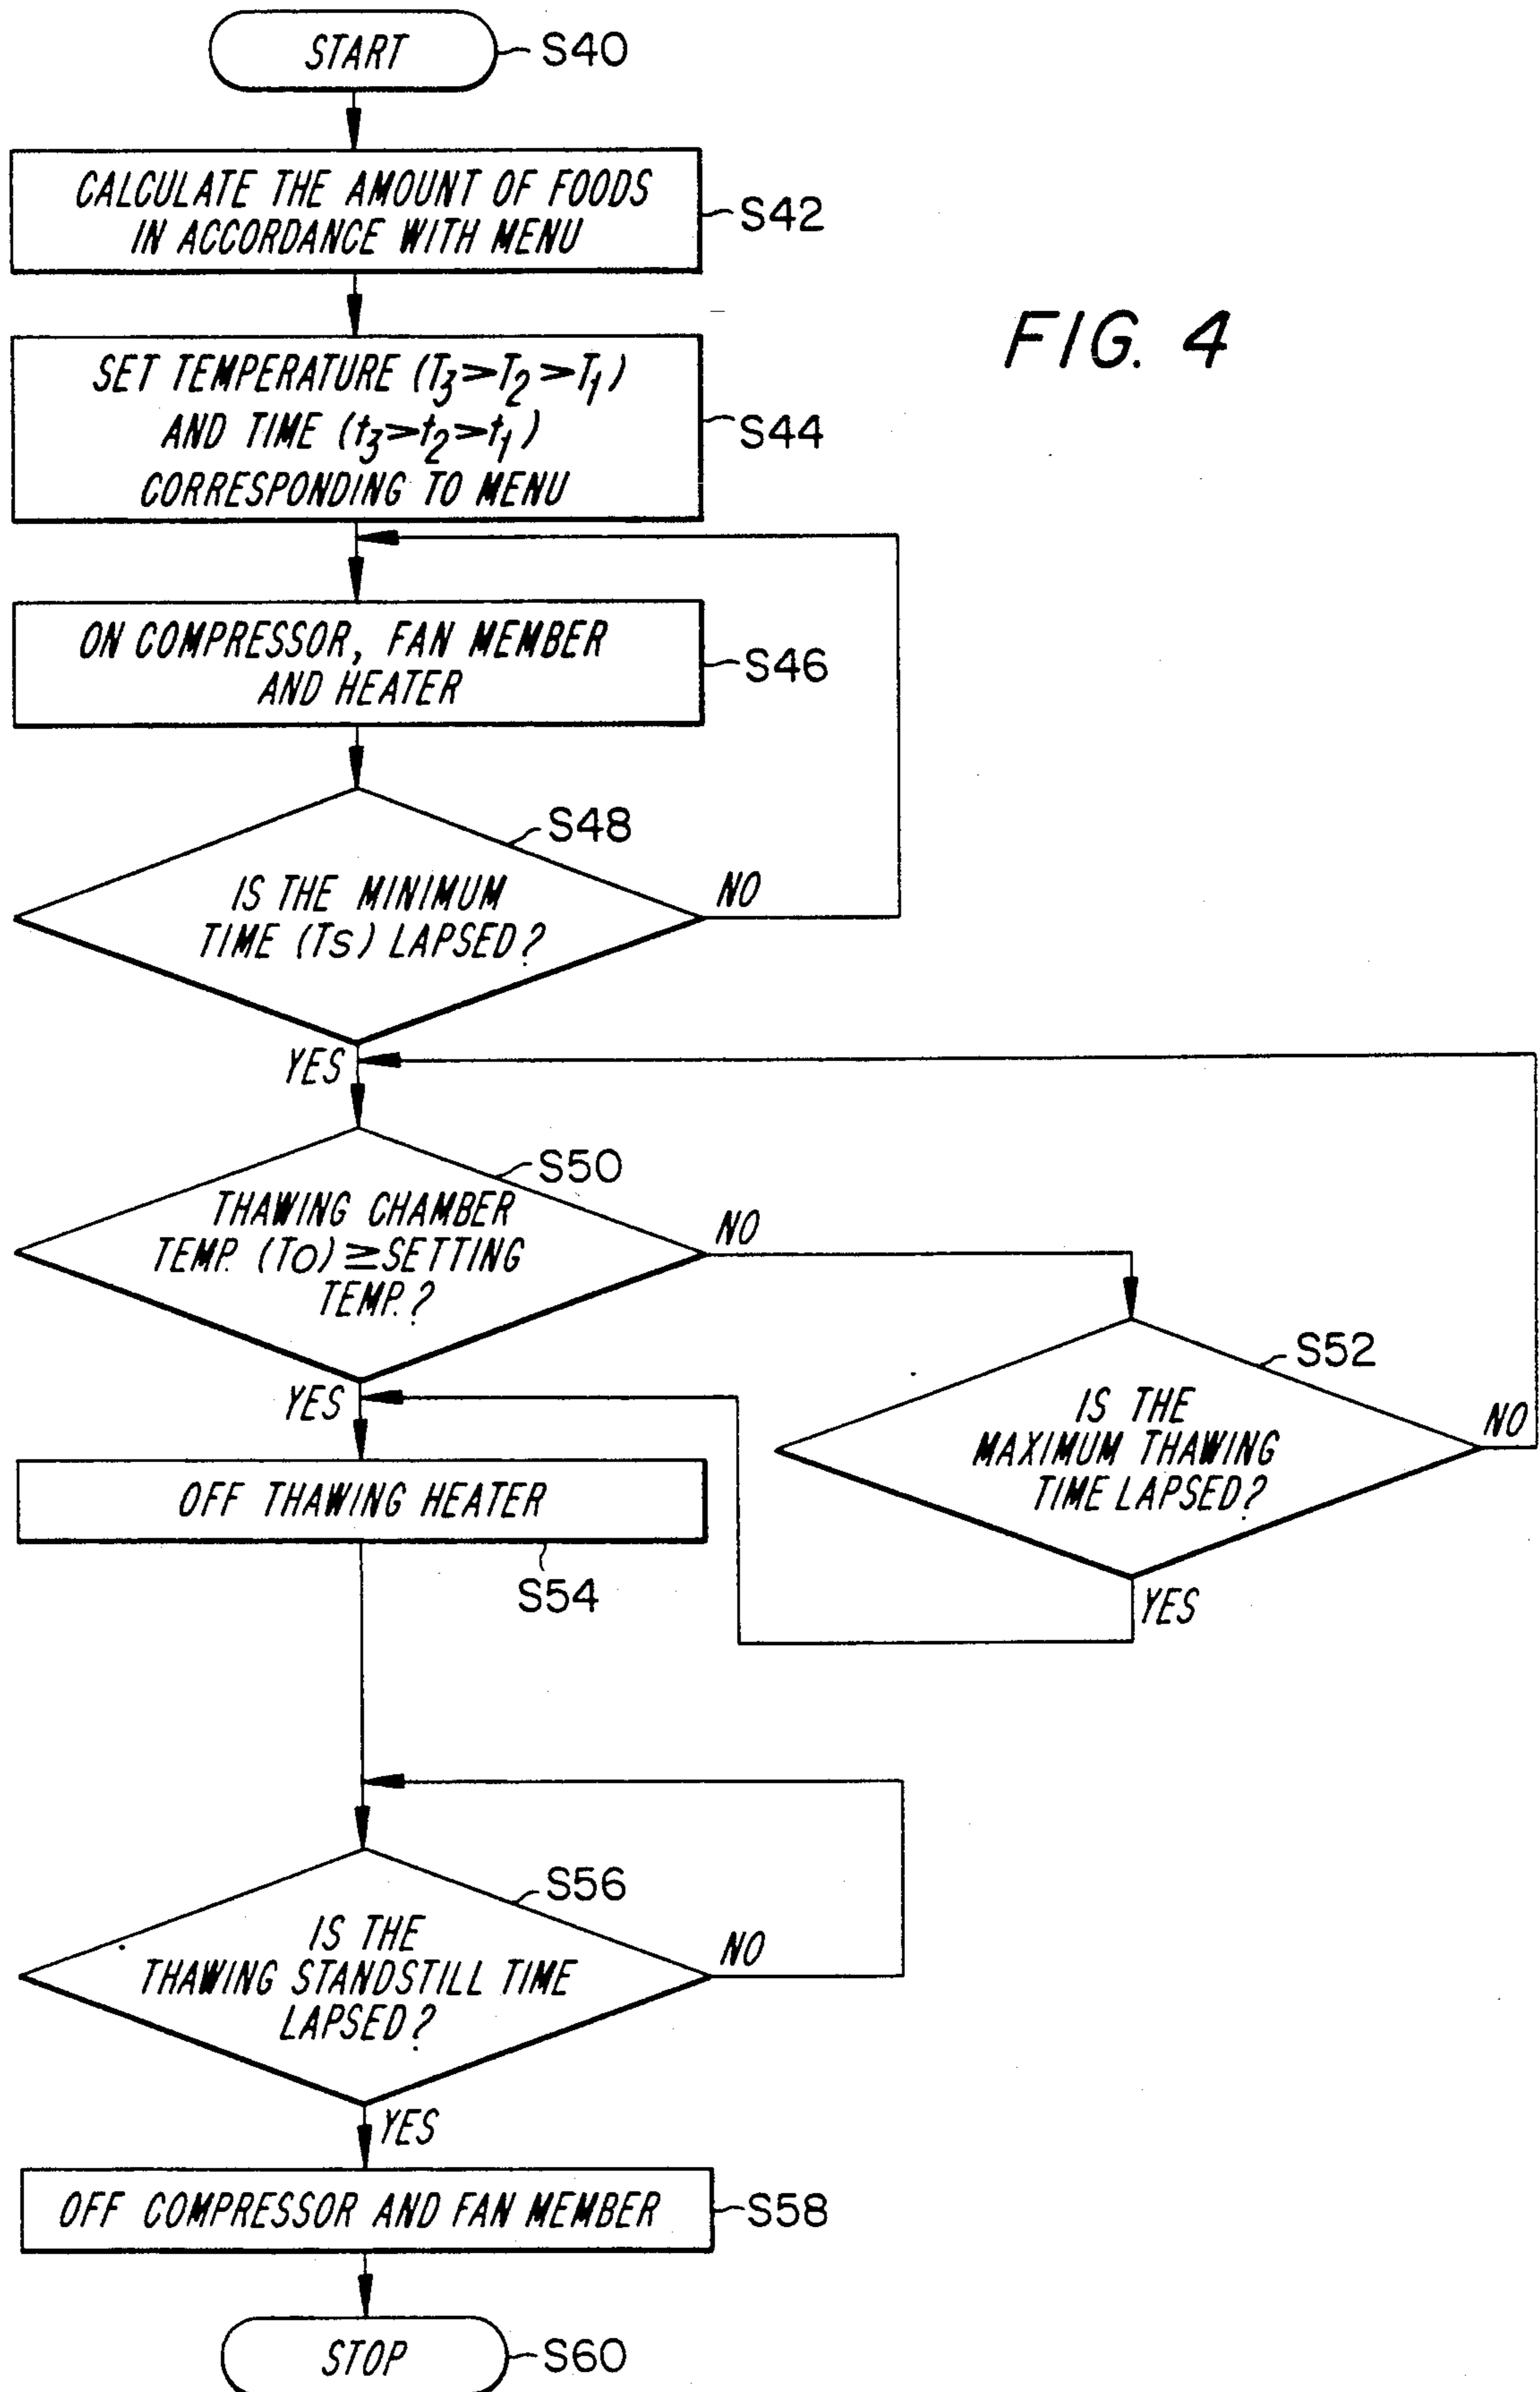 START
S40
CALCULATE THE AMOUNT OF FOODS
IN ACCORDANCE WITH MENU
S42
FIG. 4
SET TEMPERATURE (T3>T2>T1)
AND TIME (t3>t2>t1)
CORRESPONDING TO MENU
S44
ON COMPRESSOR, FAN MEMBER
AND HEATER
S46
S48
IS THE MINIMUM
TIME (TS) LAPSED?
NO
YES
S50
THAWING CHAMBER
TEMP. (TO) ≥ SETTING
TEMP.?
NO
S52
IS THE
MAXIMUM THAWING
TIME LAPSED?
NO
YES
YES
OFF THAWING HEATER
S54
S56
IS THE
THAWING STANDSTILL TIME
LAPSED?
NO
YES
OFF COMPRESSOR AND FAN MEMBER
S58
STOP
S60